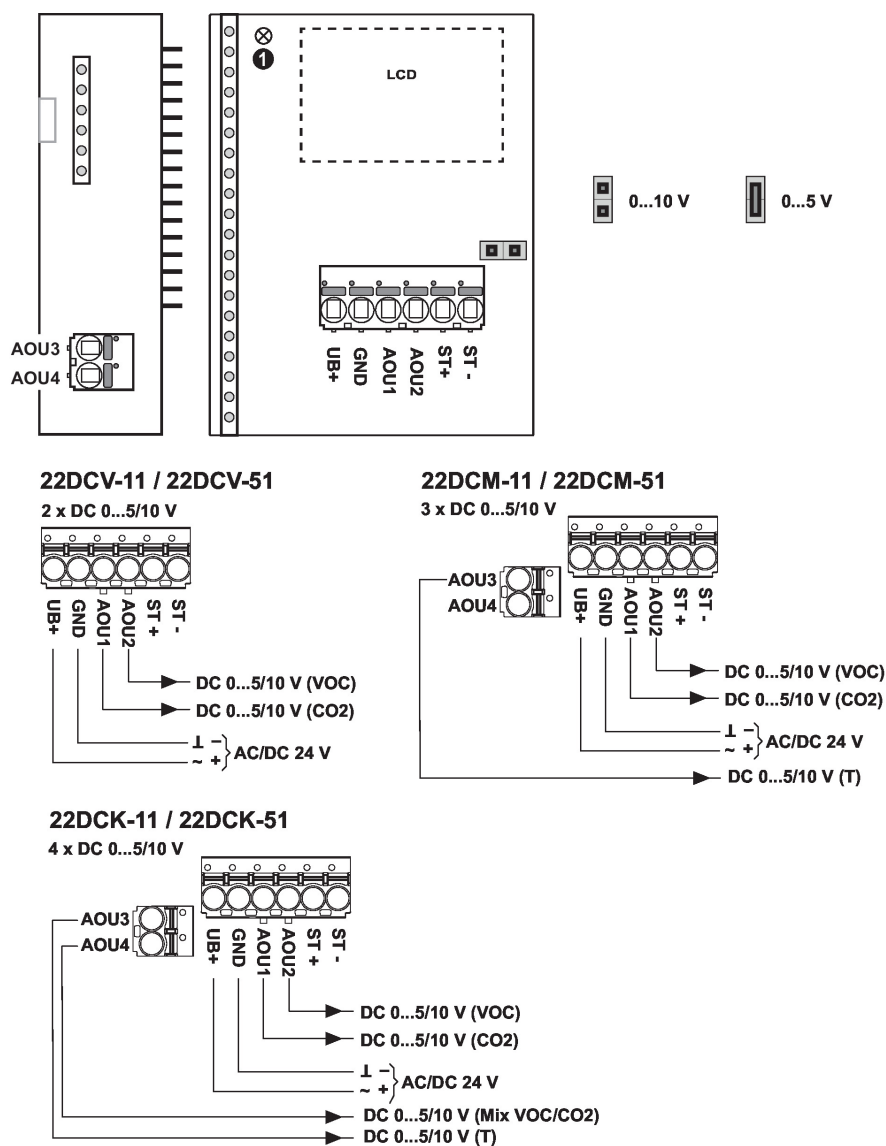 1
LCD
0...10 V
0...5 V
AOU3
AOU4
UB+
GND
AOU1
AOU2
ST+
ST -
22DCV-11 / 22DCV-51
2 x DC 0...5/10 V
UB+
GND
AOU1
AOU2
ST +
ST -
DC 0...5/10 V (VOC)
DC 0...5/10 V (CO2)
⊥ −
~ +
AC/DC 24 V
22DCM-11 / 22DCM-51
3 x DC 0...5/10 V
AOU3
AOU4
UB+
GND
AOU1
AOU2
ST +
ST -
DC 0...5/10 V (VOC)
DC 0...5/10 V (CO2)
⊥ −
~ +
AC/DC 24 V
DC 0...5/10 V (T)
22DCK-11 / 22DCK-51
4 x DC 0...5/10 V
AOU3
AOU4
UB+
GND
AOU1
AOU2
ST +
ST -
DC 0...5/10 V (VOC)
DC 0...5/10 V (CO2)
⊥ −
~ +
AC/DC 24 V
DC 0...5/10 V (Mix VOC/CO2)
DC 0...5/10 V (T)